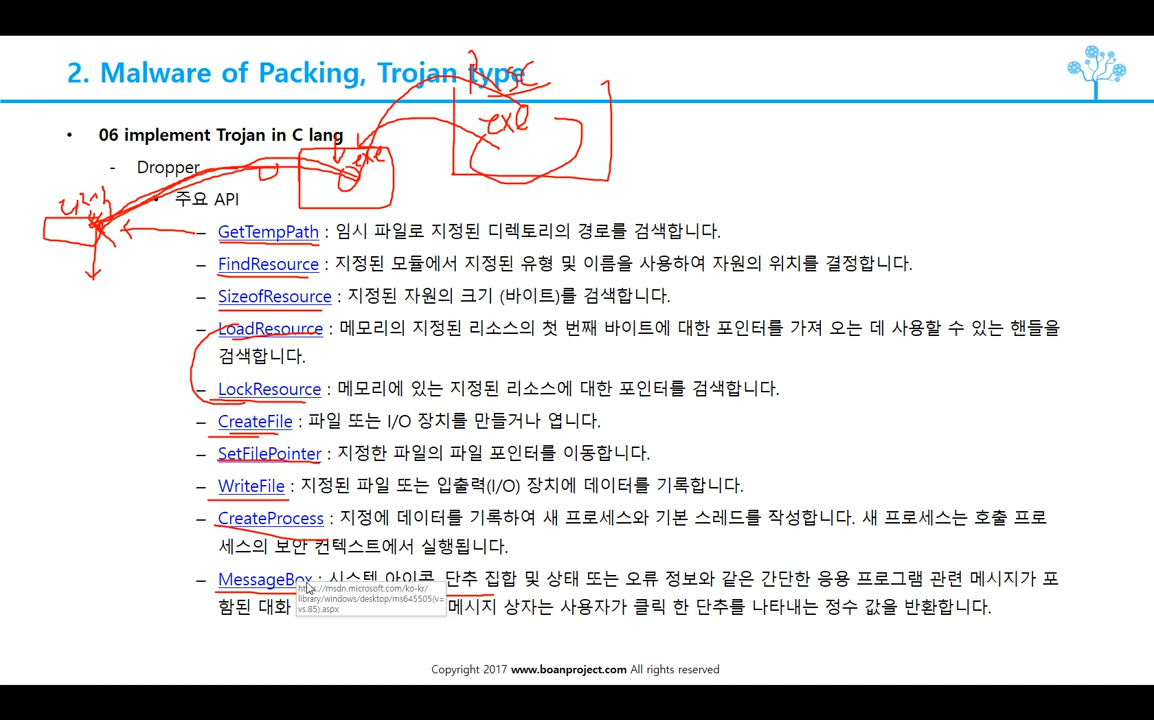 2. Malware of Packing, Trojan type
rsc
exe
• 06 implement Trojan in C lang
exe
- Dropper
• 주요 API
– GetTempPath : 임시 파일로 지정된 디렉토리의 경로를 검색합니다.
– FindResource : 지정된 모듈에서 지정된 유형 및 이름을 사용하여 자원의 위치를 결정합니다.
– SizeofResource : 지정된 자원의 크기 (바이트)를 검색합니다.
– LoadResource : 메모리의 지정된 리소스의 첫 번째 바이트에 대한 포인터를 가져 오는 데 사용할 수 있는 핸들을
검색합니다.
– LockResource : 메모리에 있는 지정된 리소스에 대한 포인터를 검색합니다.
– CreateFile : 파일 또는 I/O 장치를 만들거나 엽니다.
– SetFilePointer : 지정한 파일의 파일 포인터를 이동합니다.
– WriteFile : 지정된 파일 또는 입출력(I/O) 장치에 데이터를 기록합니다.
– CreateProcess : 지정에 데이터를 기록하여 새 프로세스와 기본 스레드를 작성합니다. 새 프로세스는 호출 프로
세스의 보안 컨텍스트에서 실행됩니다.
– MessageBox : 시스템 아이콘, 단추 집합 및 상태 또는 오류 정보와 같은 간단한 응용 프로그램 관련 메시지가 포
함된 대화 메시지 상자는 사용자가 클릭 한 단추를 나타내는 정수 값을 반환합니다.
https://msdn.microsoft.com/ko-kr/
library/windows/desktop/ms645505(v=
vs.85).aspx
Copyright 2017 www.boanproject.com All rights reserved